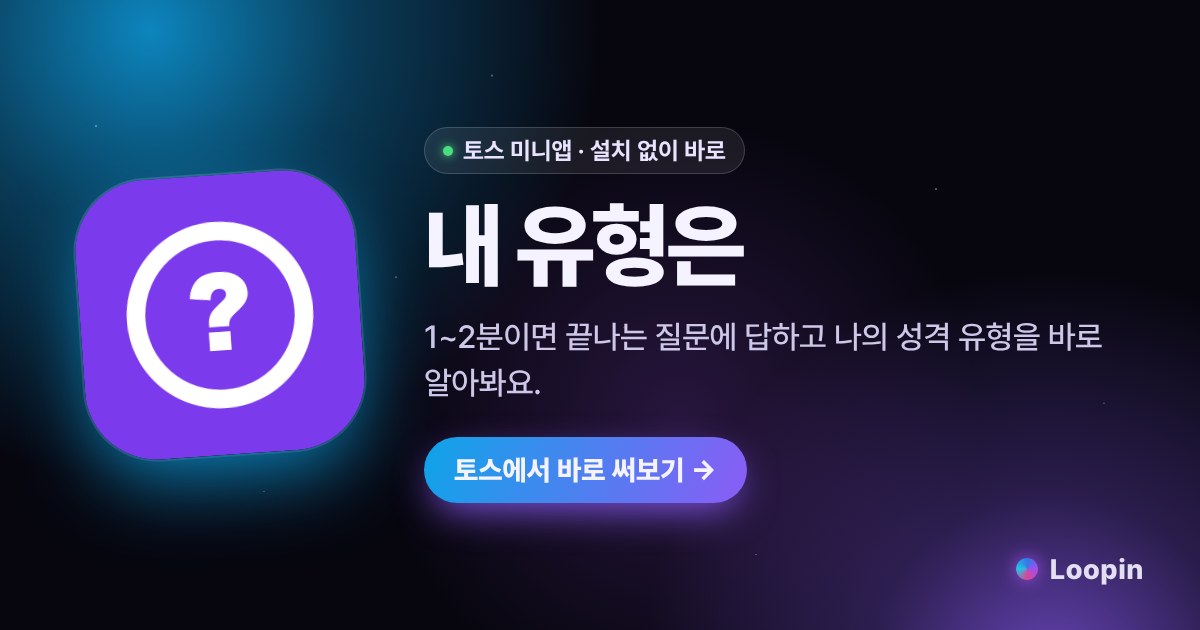 토스 미니앱 · 설치 없이 바로
?
내 유형은
1~2분이면 끝나는 질문에 답하고 나의 성격 유형을 바로
알아봐요.
토스에서 바로 써보기 →
Loopin